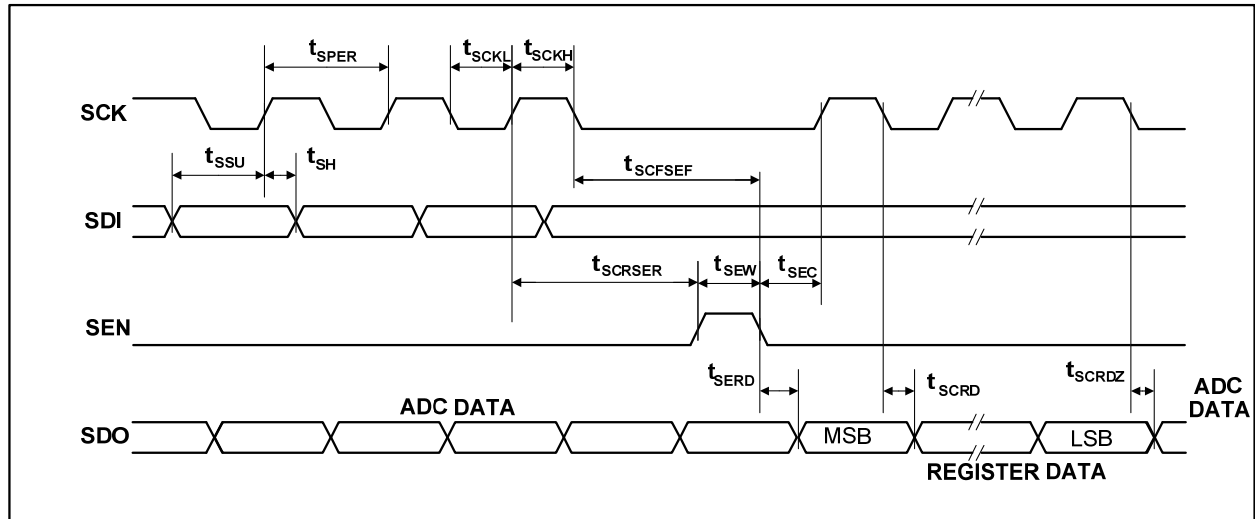 tSPER
tSCKL
tSCKH
SCK
tSSU
tSH
tSCFSEF
SDI
tSCRSER
tSEW
tSEC
SEN
tSERD
tSCRD
tSCRDZ
ADC
DATA
ADC DATA
SDO
MSB
LSB
REGISTER DATA